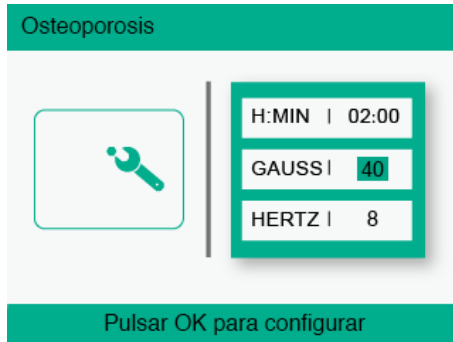 Osteoporosis
H:MIN | 02:00
GAUSS | 40
HERTZ | 8
Pulsar OK para configurar